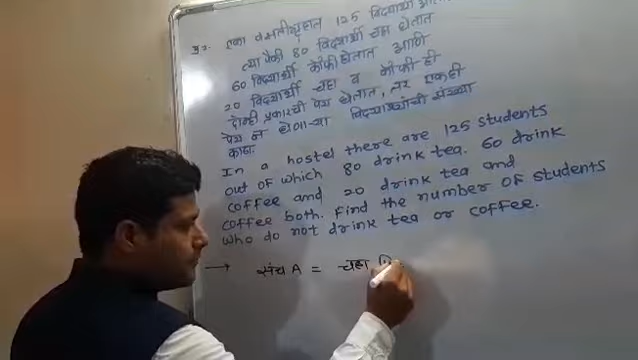 प्र 2. एका वसतीगृहात 125 विद्यार्थी
त्या पैकी 80 विद्यार्थी चहा घेतात
60 विद्यार्थी कॉफी घेतात आणि
20 विद्यार्थी चहा व कॉफी ही
दोन्ही प्रकारची पेय घेतात, तर एकही
पेय न घेणाऱ्या विद्यार्थ्यांची संख्या
काढा.
In a hostel there are 125 students
out of which 80 drink tea. 60 drink
coffee and 20 drink tea and
coffee both. Find the number of students
who do not drink tea or coffee.
→ संच A = चहा